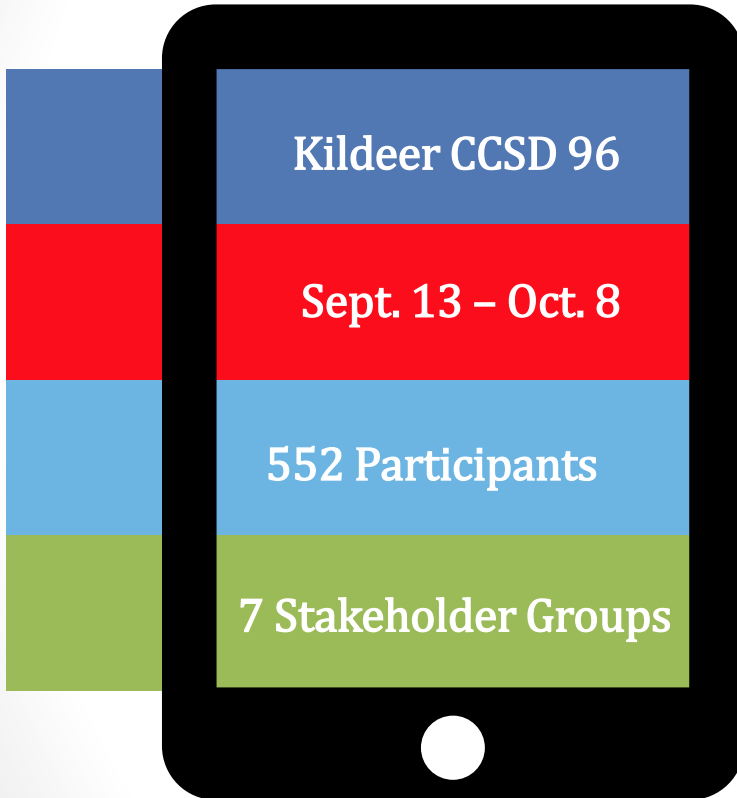 Kildeer CCSD 96
Sept. 13 – Oct. 8
552 Participants
7 Stakeholder Groups